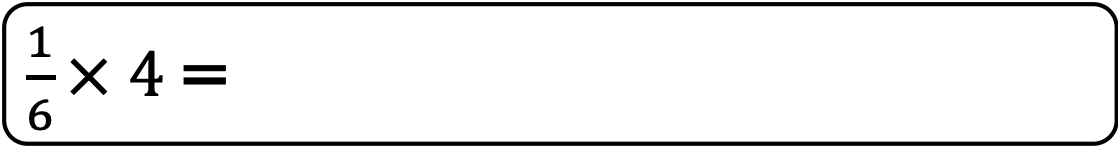 1/6 × 4 =